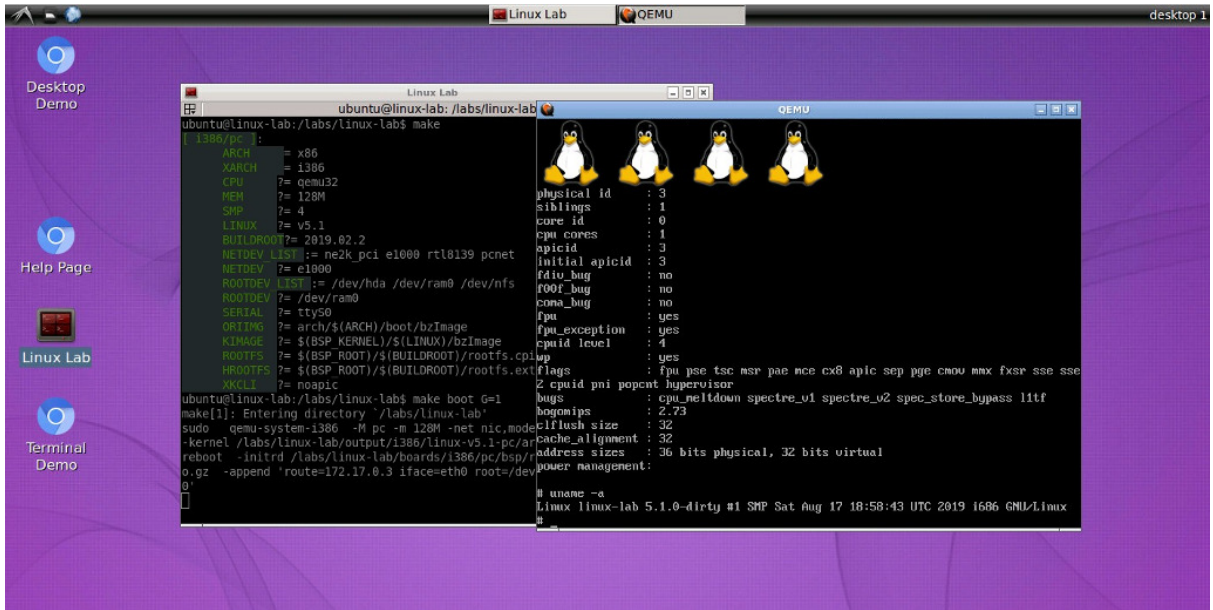 Linux Lab
QEMU
desktop 1
Desktop
Demo
Help Page
Linux Lab
Terminal
Demo
Linux Lab
ubuntu@linux-lab: /labs/linux-lab
ubuntu@linux-lab:/labs/linux-lab$ make
[ i386/pc ]:
ARCH = x86
XARCH = i386
CPU ?= qemu32
MEM ?= 128M
SMP ?= 4
LINUX ?= v5.1
BUILDROOT?= 2019.02.2
NETDEV_LIST := ne2k_pci e1000 rtl8139 pcnet
NETDEV ?= e1000
ROOTDEV_LIST := /dev/hda /dev/ram0 /dev/nfs
ROOTDEV ?= /dev/ram0
SERIAL ?= ttyS0
ORIIMG ?= arch/$(ARCH)/boot/bzImage
KIMAGE ?= $(BSP_KERNEL)/$(LINUX)/bzImage
ROOTFS ?= $(BSP_ROOT)/$(BUILDROOT)/rootfs.cpi
HROOTFS ?= $(BSP_ROOT)/$(BUILDROOT)/rootfs.ext
XKCLI ?= noapic
ubuntu@linux-lab:/labs/linux-lab$ make boot G=1
make[1]: Entering directory `/labs/linux-lab'
sudo qemu-system-i386 -M pc -m 128M -net nic,mode
-kernel /labs/linux-lab/output/i386/linux-v5.1-pc/ar
reboot -initrd /labs/linux-lab/boards/i386/pc/bsp/r
o.gz -append 'route=172.17.0.3 iface=eth0 root=/dev
0'
QEMU
physical id : 3
siblings : 1
core id : 0
cpu cores : 1
apicid : 3
initial apicid : 3
fdiv_bug : no
f00f_bug : no
coma_bug : no
fpu : yes
fpu_exception : yes
cpuid level : 4
wp : yes
flags : fpu pse tsc msr pae mce cx8 apic sep pge cmov mmx fxsr sse sse
2 cpuid pni popcnt hypervisor
bugs : cpu_meltdown spectre_v1 spectre_v2 spec_store_bypass l1tf
bogomips : 2.73
clflush size : 32
cache_alignment : 32
address sizes : 36 bits physical, 32 bits virtual
power management:
# uname -a
Linux linux-lab 5.1.0-dirty #1 SMP Sat Aug 17 18:58:43 UTC 2019 i686 GNU/Linux
# _